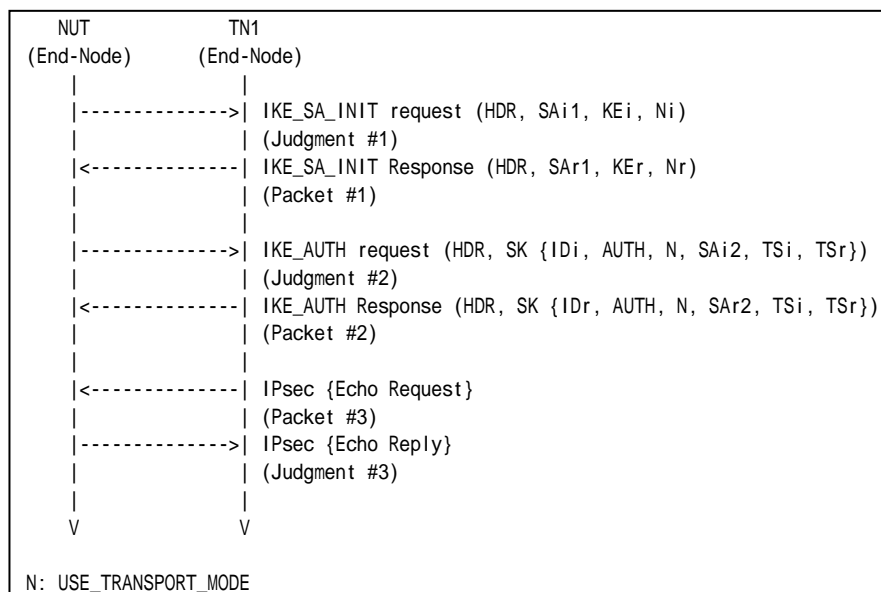 NUT TN1
(End-Node) (End-Node)
| |
|-------------->| IKE_SA_INIT request (HDR, SAi1, KEi, Ni)
| | (Judgment #1)
|<--------------| IKE_SA_INIT Response (HDR, SAr1, KEr, Nr)
| | (Packet #1)
| |
|-------------->| IKE_AUTH request (HDR, SK {IDi, AUTH, N, SAi2, TSi, TSr})
| | (Judgment #2)
|<--------------| IKE_AUTH Response (HDR, SK {IDr, AUTH, N, SAr2, TSi, TSr})
| | (Packet #2)
| |
|<--------------| IPsec {Echo Request}
| | (Packet #3)
|-------------->| IPsec {Echo Reply}
| | (Judgment #3)
| |
V V
N: USE_TRANSPORT_MODE